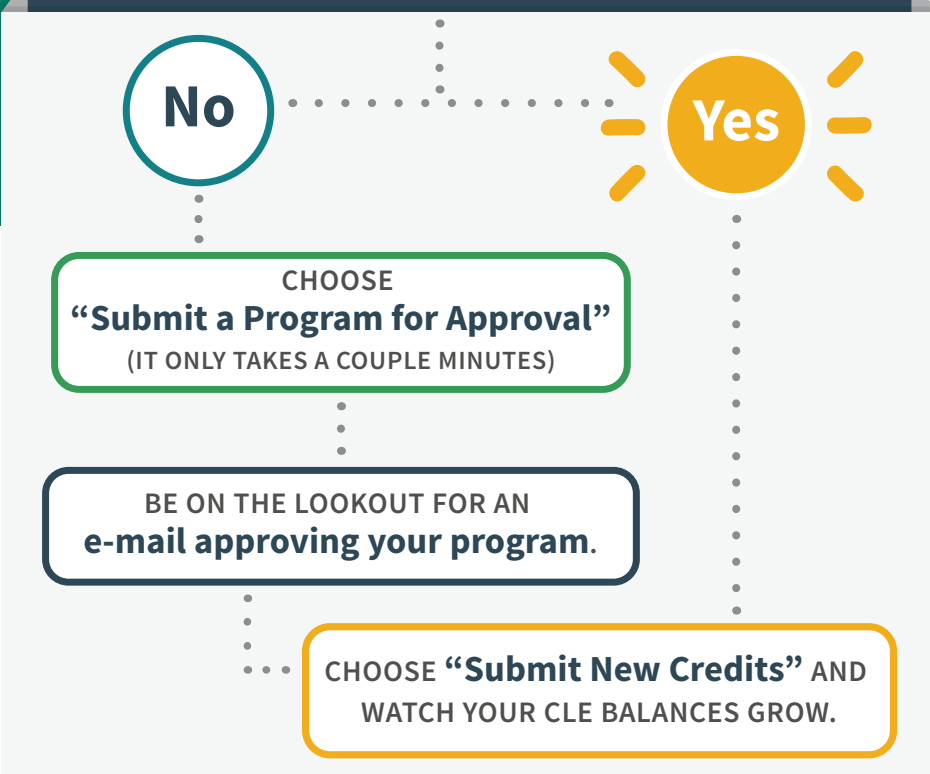 No
Yes
CHOOSE
“Submit a Program for Approval”
(IT ONLY TAKES A COUPLE MINUTES)
BE ON THE LOOKOUT FOR AN
e-mail approving your program.
CHOOSE “Submit New Credits” AND
WATCH YOUR CLE BALANCES GROW.